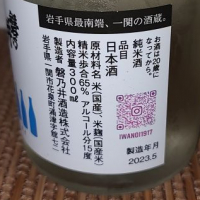 岩手県最南端、一関の酒蔵。
お酒は20歳に
なってから。
純米酒
品目
日本酒
原材料名 米(国産)、米麹(国産米)
精米歩合65% アルコール分15度
内容量300ml
製造者 磐乃井酒造株式会社
岩手県一関市花泉町涌津字舘七二
IWANOI1917
製造年月
2023.5